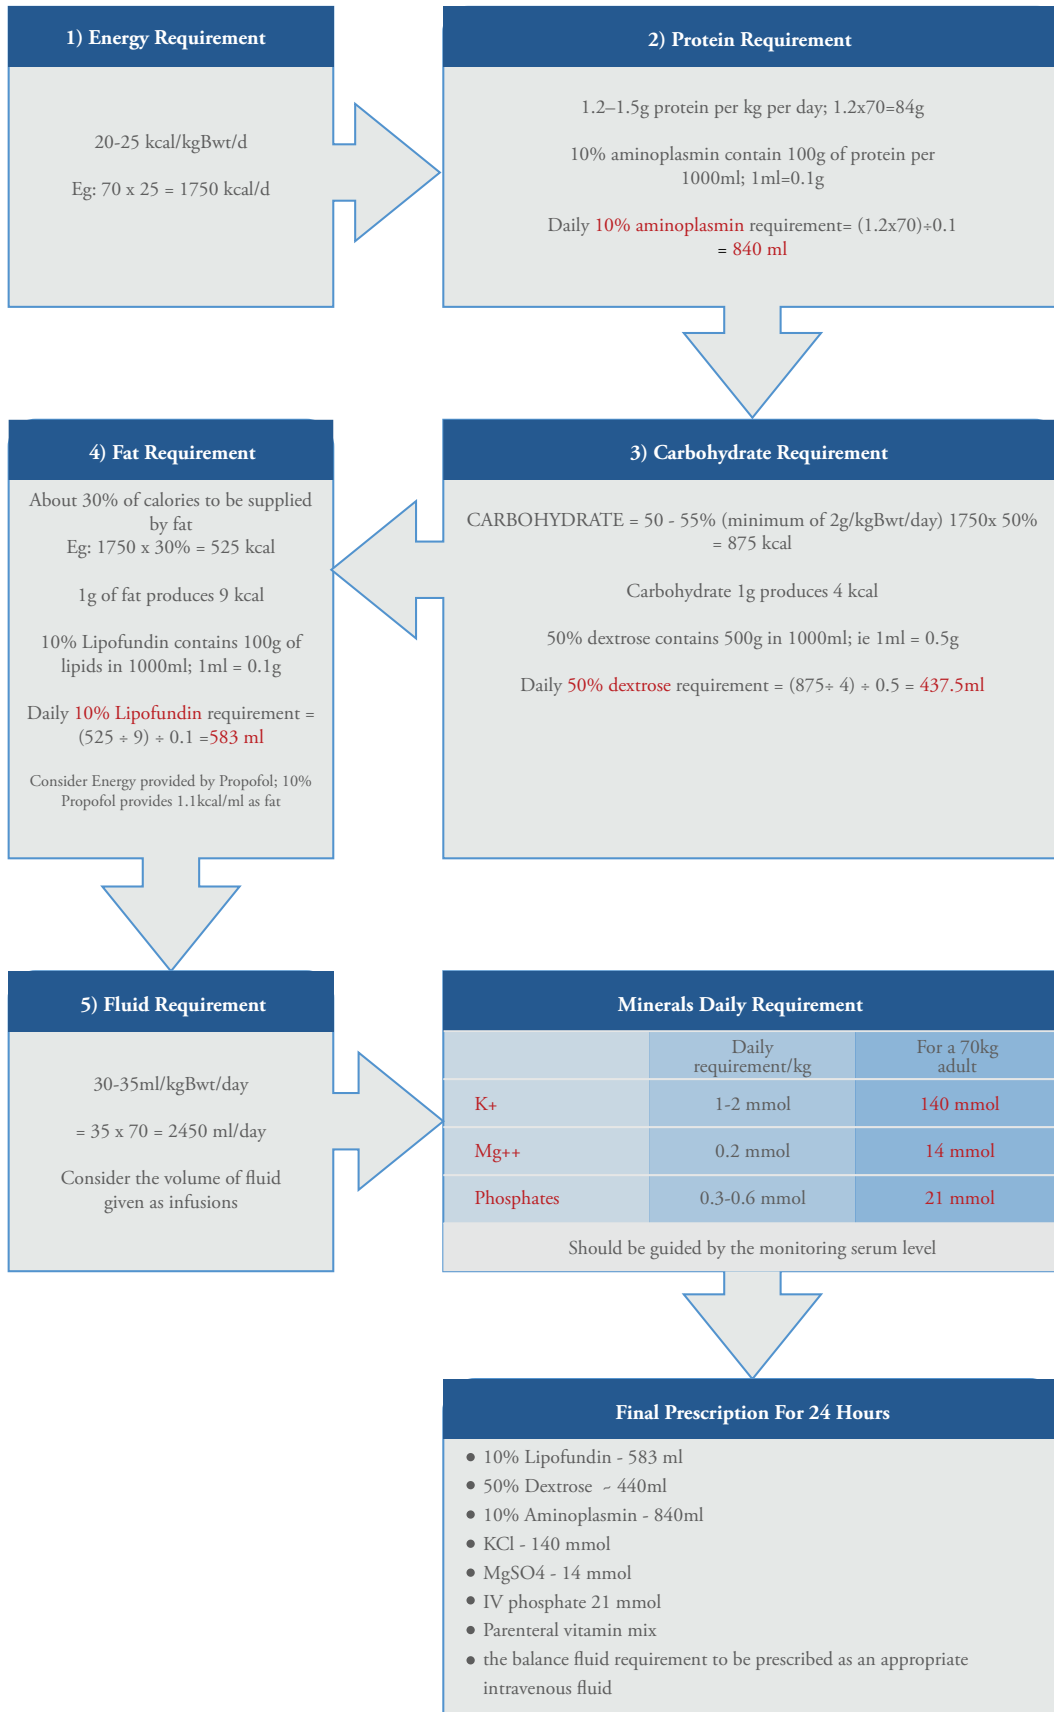 1) Energy Requirement
20-25 kcal/kgBwt/d
Eg: 70 x 25 = 1750 kcal/d
2) Protein Requirement
1.2–1.5g protein per kg per day; 1.2x70=84g
10% aminoplasmin contain 100g of protein per
1000ml; 1ml=0.1g
Daily 10% aminoplasmin requirement= (1.2x70)÷0.1
= 840 ml
3) Carbohydrate Requirement
CARBOHYDRATE = 50 - 55% (minimum of 2g/kgBwt/day) 1750x 50%
= 875 kcal
Carbohydrate 1g produces 4 kcal
50% dextrose contains 500g in 1000ml; ie 1ml = 0.5g
Daily 50% dextrose requirement = (875÷ 4) ÷ 0.5 = 437.5ml
4) Fat Requirement
About 30% of calories to be supplied
by fat
Eg: 1750 x 30% = 525 kcal
1g of fat produces 9 kcal
10% Lipofundin contains 100g of
lipids in 1000ml; 1ml = 0.1g
Daily 10% Lipofundin requirement =
(525 ÷ 9) ÷ 0.1 =583 ml
Consider Energy provided by Propofol; 10%
Propofol provides 1.1kcal/ml as fat
5) Fluid Requirement
30-35ml/kgBwt/day
= 35 x 70 = 2450 ml/day
Consider the volume of fluid
given as infusions
Minerals Daily Requirement
Daily requirement/kg For a 70kg adult
K+ 1-2 mmol 140 mmol
Mg++ 0.2 mmol 14 mmol
Phosphates 0.3-0.6 mmol 21 mmol
Should be guided by the monitoring serum level
Final Prescription For 24 Hours
● 10% Lipofundin - 583 ml
● 50% Dextrose ~ 440ml
● 10% Aminoplasmin - 840ml
● KCl - 140 mmol
● MgSO4 - 14 mmol
● IV phosphate 21 mmol
● Parenteral vitamin mix
● the balance fluid requirement to be prescribed as an appropriate
intravenous fluid